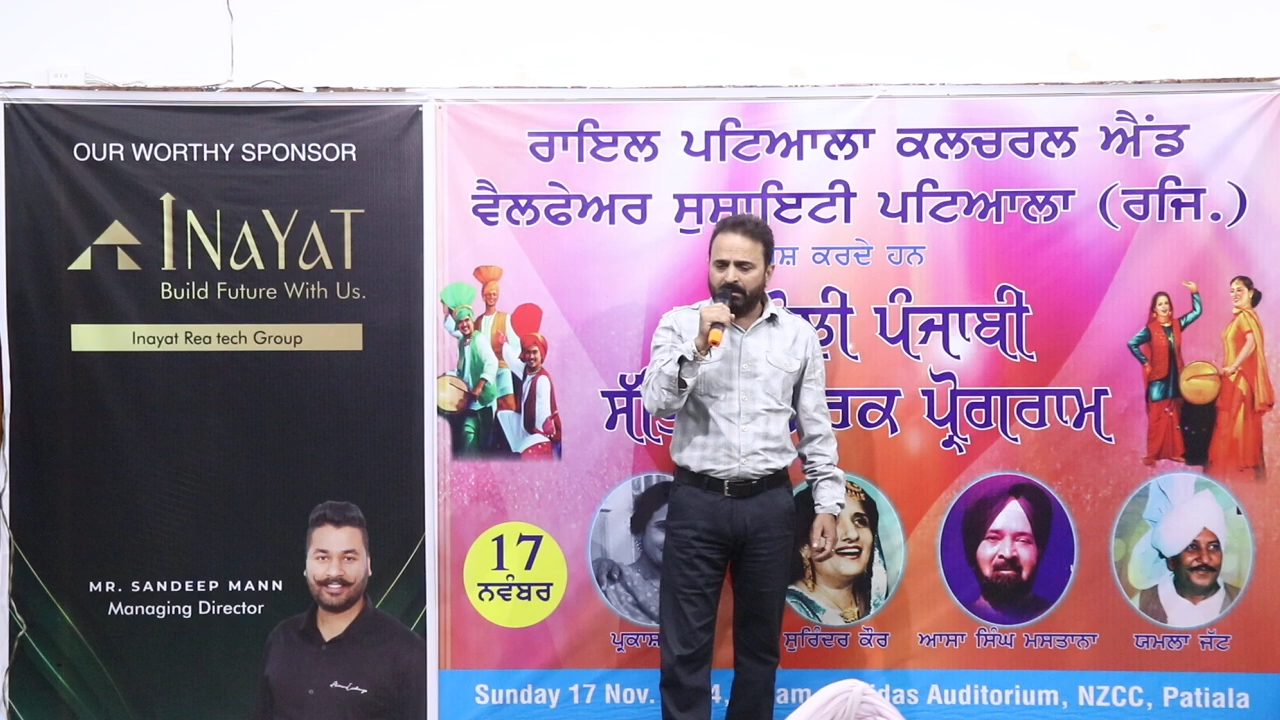 OUR WORTHY SPONSOR
INAYAT
Build Future With Us.
Inayat Rea tech Group
MR. SANDEEP MANN
Managing Director
ਰਾਇਲ ਪਟਿਆਲਾ ਕਲਚਰਲ ਐਂਡ
ਵੈਲਫੇਅਰ ਸੁਸਾਇਟੀ ਪਟਿਆਲਾ (ਰਜਿ.)
ਕਰਦੇ ਹਨ
ਪੰਜਾਬੀ
ਪ੍ਰੋਗਰਾਮ
17
ਨਵੰਬਰ
ਸੁਰਿੰਦਰ ਕੌਰ
ਆਸਾ ਸਿੰਘ ਮਸਤਾਨਾ
ਯਮਲਾ ਜੱਟ
Sunday 17 Nov. Auditorium, NZCC, Patiala